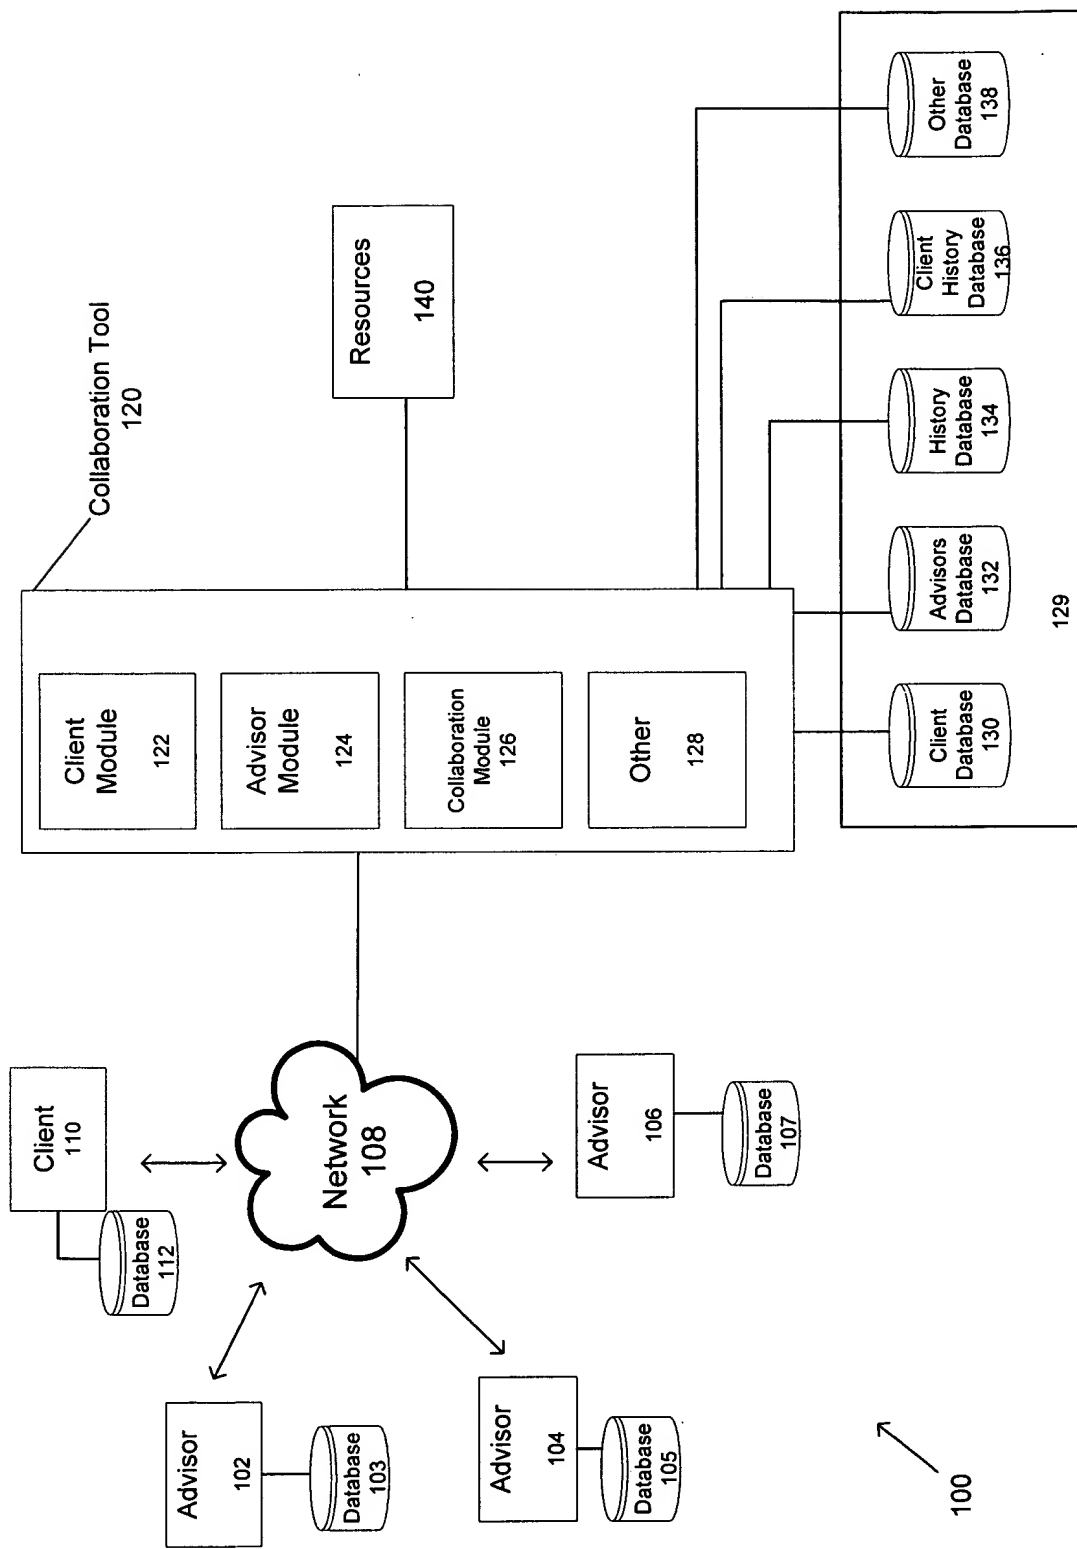 Client
110
Database
112
Advisor
102
Database
103
Advisor
104
Database
105
Network
108
Advisor
106
Database
107
100
Collaboration Tool
120
Client
Module
122
Advisor
Module
124
Collaboration
Module
126
Other
128
Resources
140
Client
Database
130
Advisors
Database
132
History
Database
134
Client
History
Database
136
Other
Database
138
129